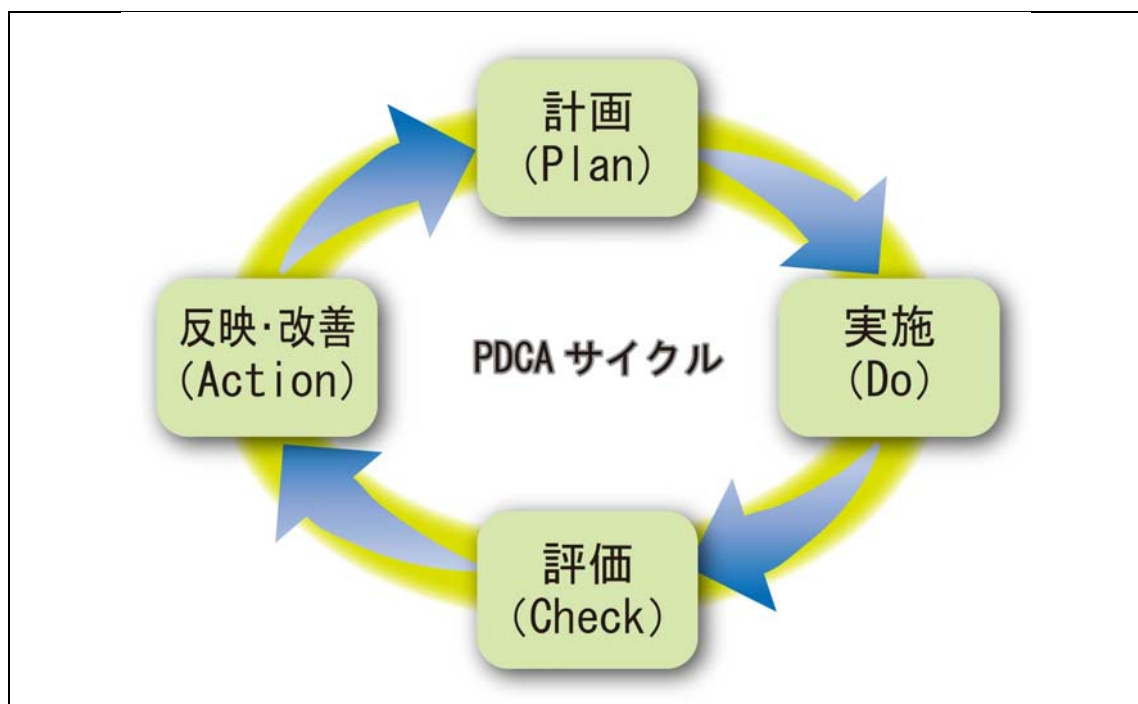 計画
(Plan)
実施
(Do)
評価
(Check)
反映・改善
(Action)
PDCA サイクル